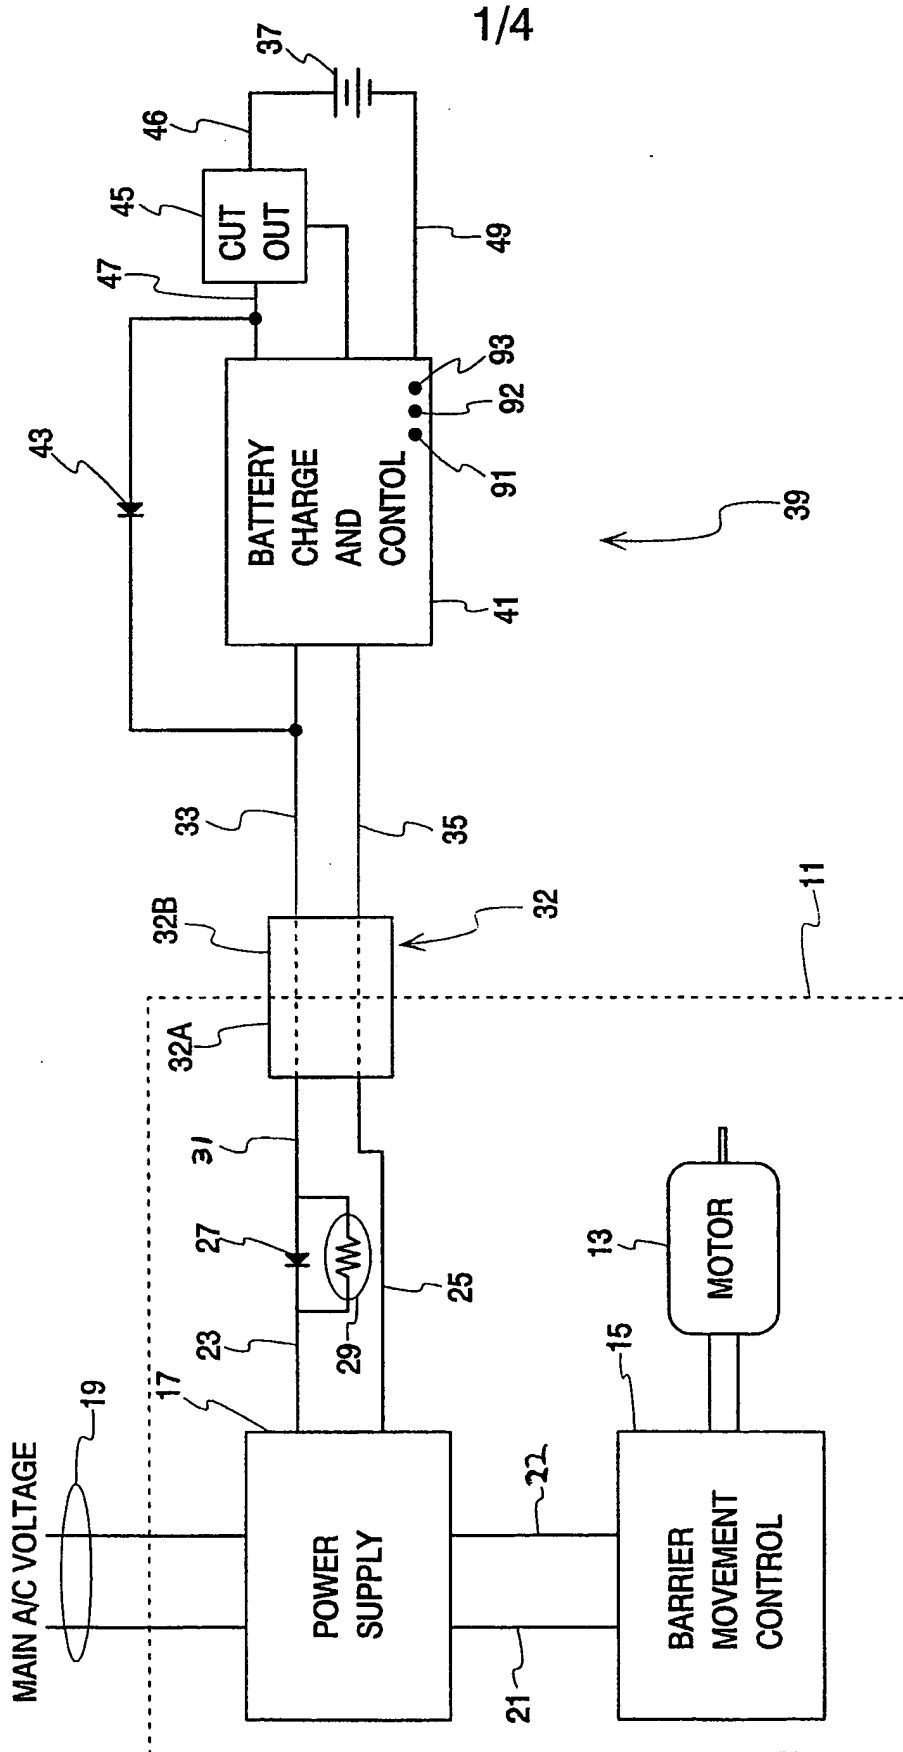 1/4
MAIN A/C VOLTAGE
19
17
POWER
SUPPLY
21
22
BARRIER
MOVEMENT
CONTROL
15
MOTOR
13
23
27
29
25
31
32A
32B
32
11
33
35
43
BATTERY
CHARGE
AND
CONTOL
41
91
92
93
39
47
45
CUT
OUT
46
37
49